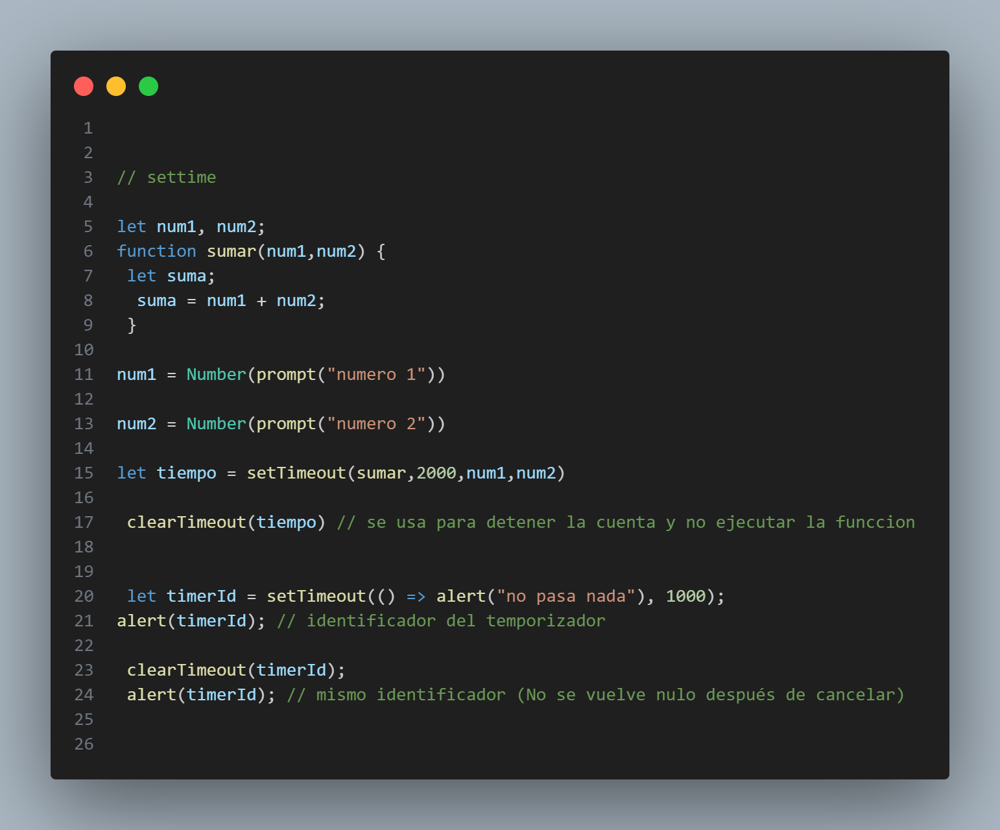 1
2
3 // settime
4
5 let num1, num2;
6 function sumar(num1,num2) {
7  let suma;
8   suma = num1 + num2;
9  }
10
11 num1 = Number(prompt("numero 1"))
12
13 num2 = Number(prompt("numero 2"))
14
15 let tiempo = setTimeout(sumar,2000,num1,num2)
16
17  clearTimeout(tiempo) // se usa para detener la cuenta y no ejecutar la funccion
18
19
20  let timerId = setTimeout(() => alert("no pasa nada"), 1000);
21 alert(timerId); // identificador del temporizador
22
23  clearTimeout(timerId);
24  alert(timerId); // mismo identificador (No se vuelve nulo después de cancelar)
25
26